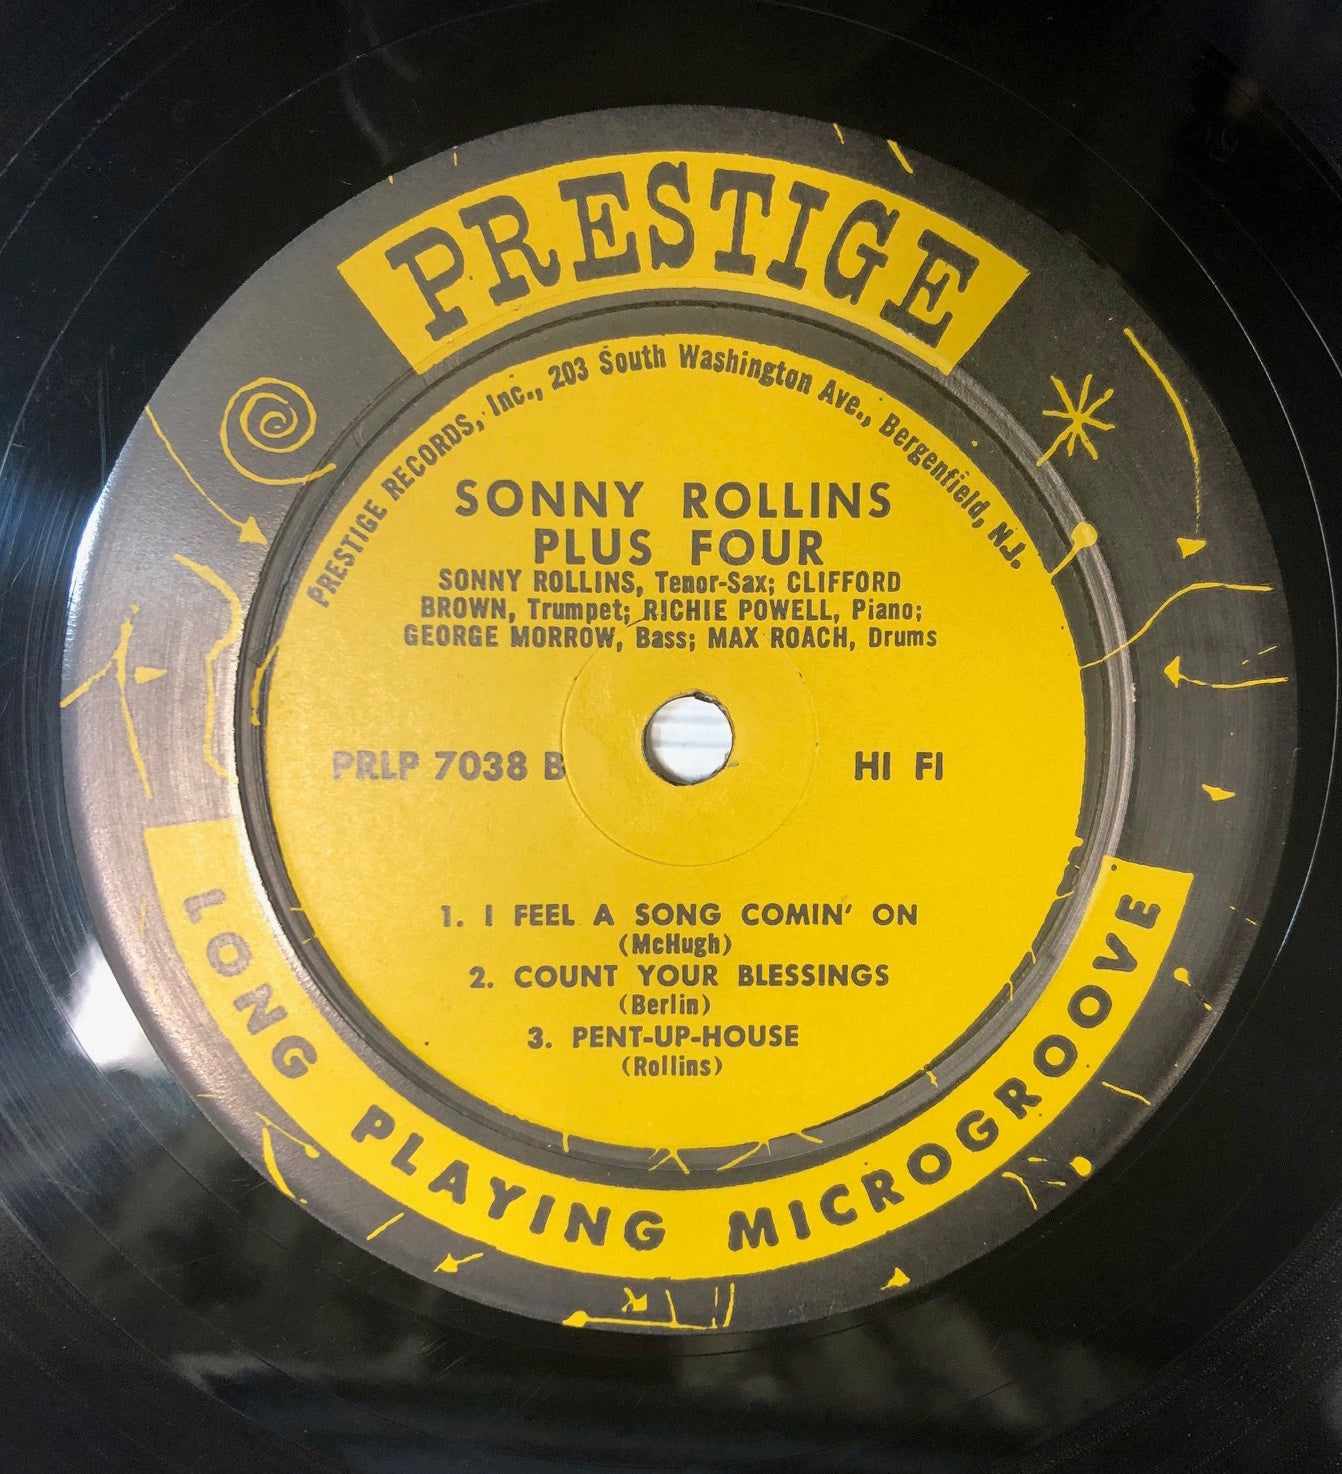 PRESTIGE
PRESTIGE RECORDS, Inc., 203 South Washington Ave., Bergenfield, N.J.
SONNY ROLLINS
PLUS FOUR
SONNY ROLLINS, Tenor-Sax; CLIFFORD
BROWN, Trumpet; RICHIE POWELL, Piano;
GEORGE MORROW, Bass; MAX ROACH, Drums
PRLP 7038 B HI FI
1. I FEEL A SONG COMIN' ON
(McHugh)
2. COUNT YOUR BLESSINGS
(Berlin)
3. PENT-UP-HOUSE
(Rollins)
LONG PLAYING MICROGROOVE